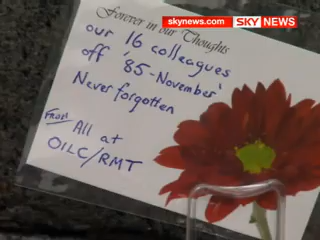 skynews.com sky NEWS
Forever in our Thoughts
our 16 colleagues
off '85-November'
Never forgotten
From
All at
OILC/RMT